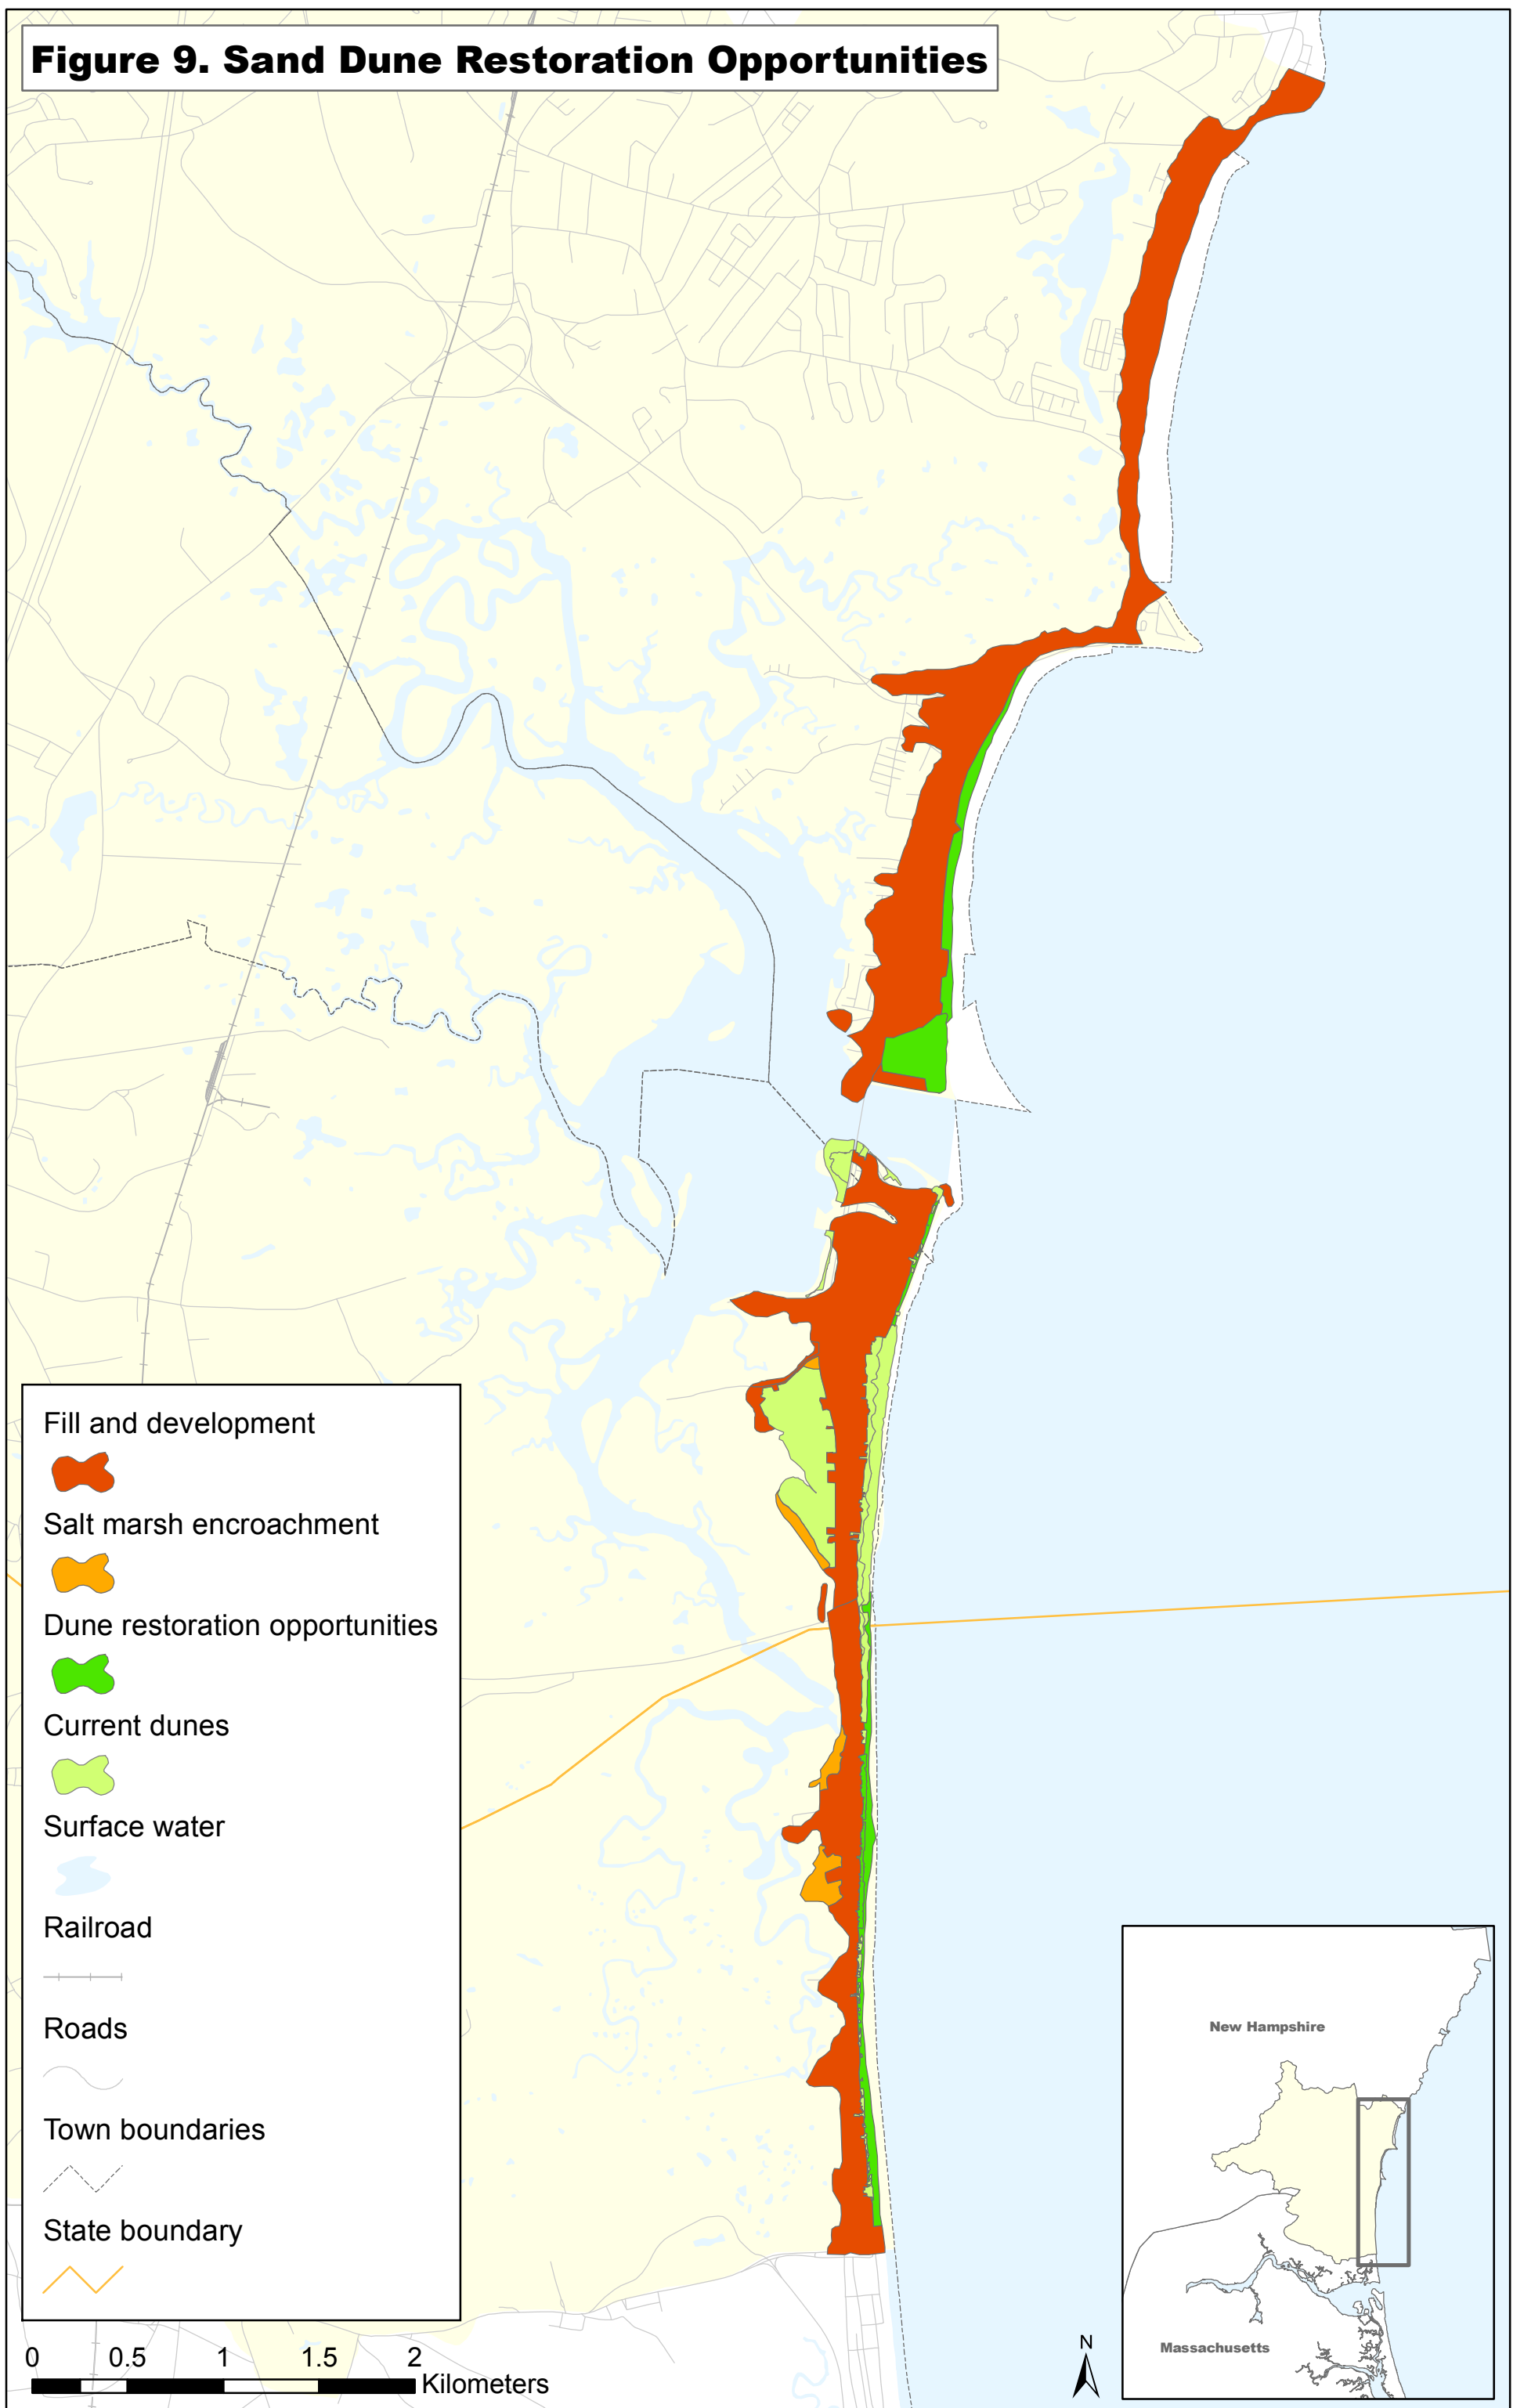 Figure 9. Sand Dune Restoration Opportunities
Fill and development
Salt marsh encroachment
Dune restoration opportunities
Current dunes
Surface water
Railroad
Roads
Town boundaries
State boundary
0 0.5 1 1.5 2
Kilometers
N
New Hampshire
Massachusetts